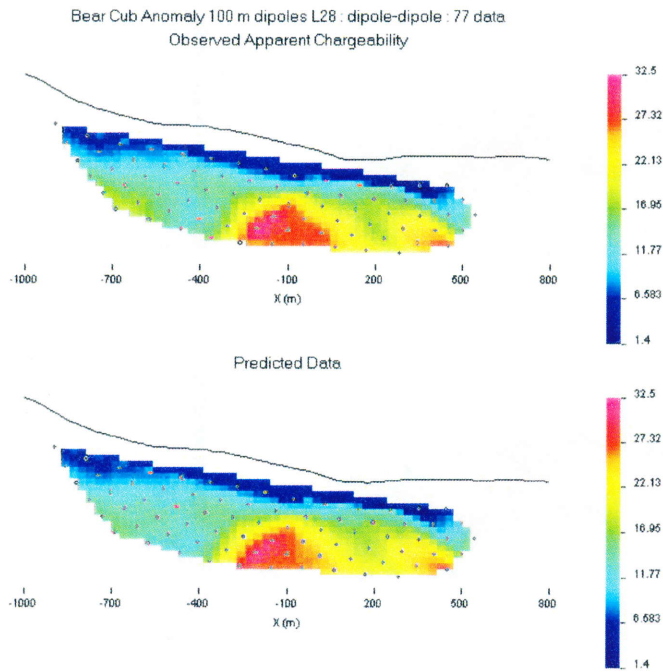 Bear Cub Anomaly 100 m dipoles L28 : dipole-dipole : 77 data
Observed Apparent Chargeability
32.5
27.32
22.13
16.95
11.77
6.583
1.4
-1000 -700 -400 -100 200 500 800
X (m)
Predicted Data
32.5
27.32
22.13
16.95
11.77
6.583
1.4
-1000 -700 -400 -100 200 500 800
X (m)